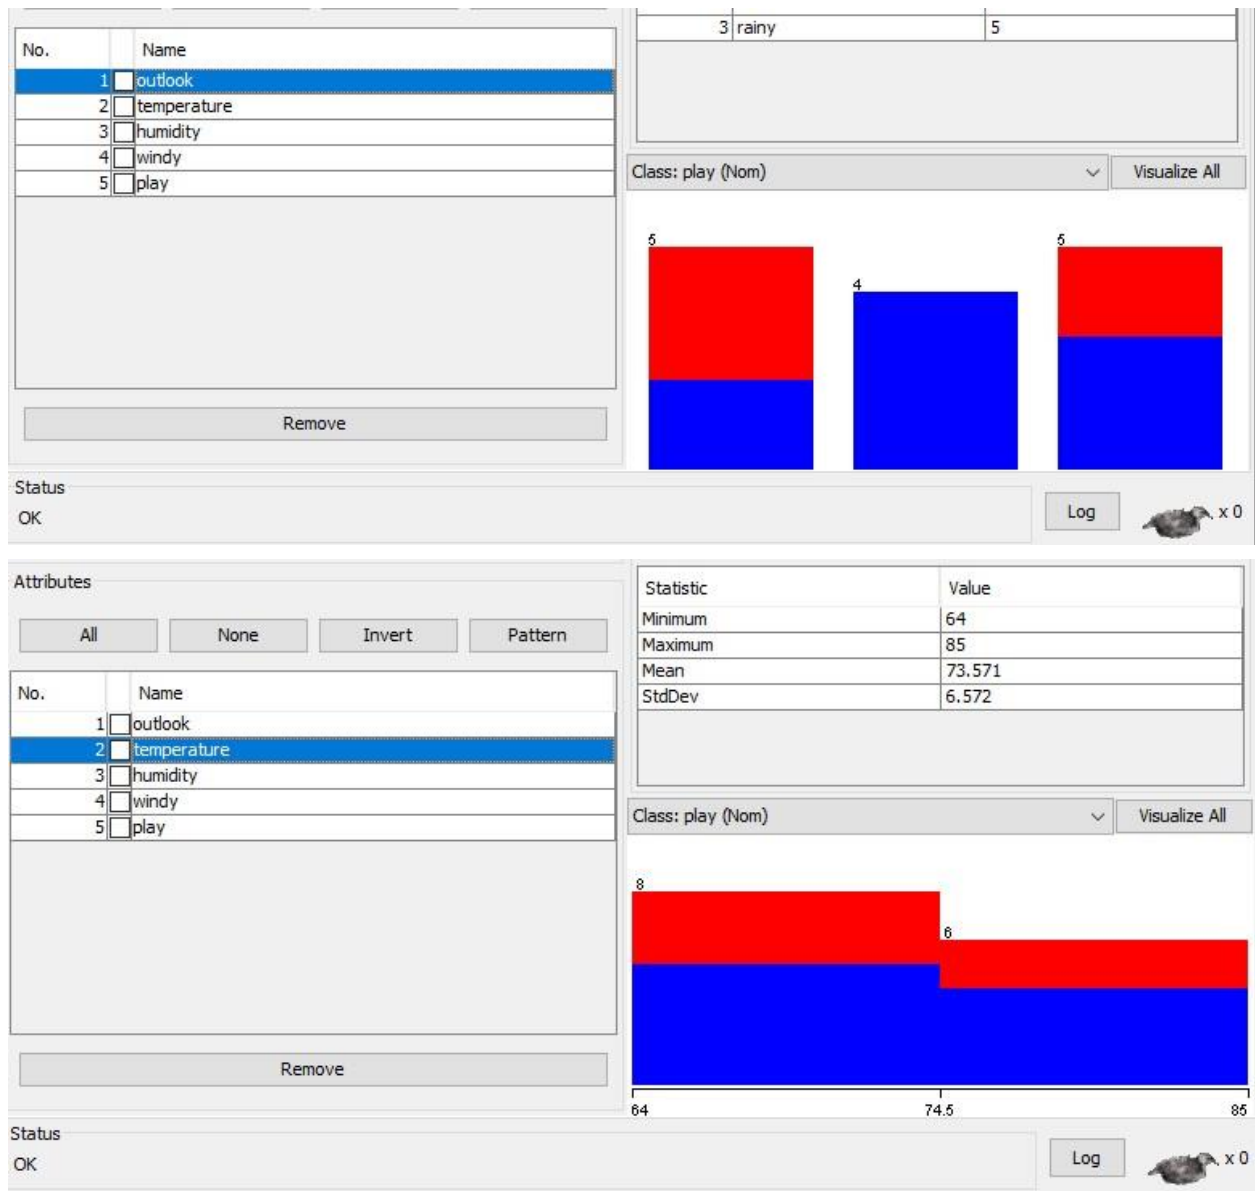 3 rainy 5
No. Name
1 outlook
2 temperature
3 humidity
4 windy
5 play
Remove
Class: play (Nom) Visualize All
5 4 5
Status
OK
Log x 0
Attributes
All None Invert Pattern
No. Name
1 outlook
2 temperature
3 humidity
4 windy
5 play
Remove
Statistic Value
Minimum 64
Maximum 85
Mean 73.571
StdDev 6.572
Class: play (Nom) Visualize All
8 6
64 74.5 85
Status
OK
Log x 0